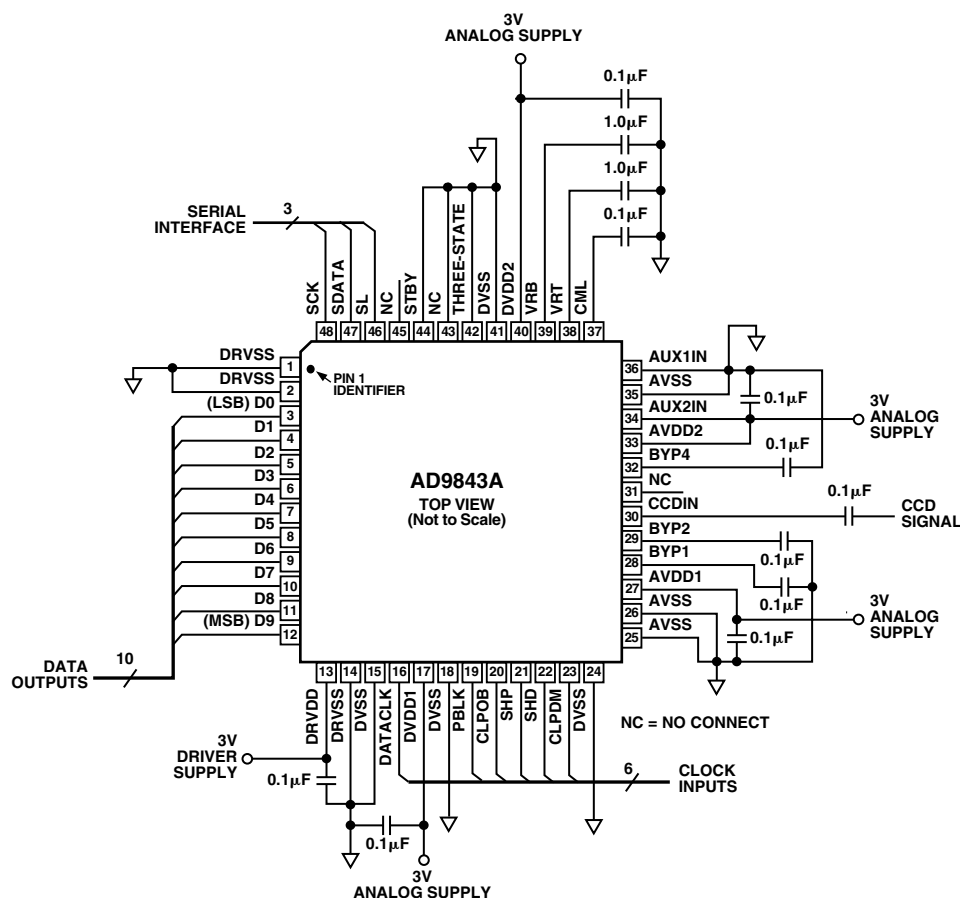 3V
ANALOG SUPPLY
0.1µF
1.0µF
1.0µF
0.1µF
SERIAL
INTERFACE
3
SCK
SDATA
SL
NC
STBY
NC
THREE-STATE
DVSS
DVDD2
VRB
VRT
CML
48
47
46
45
44
43
42
41
40
39
38
37
DRVSS
1
DRVSS
2
(LSB) D0
3
D1
4
D2
5
D3
6
D4
7
D5
8
D6
9
D7
10
D8
11
(MSB) D9
12
PIN 1
IDENTIFIER
AD9843A
TOP VIEW
(Not to Scale)
36
AUX1IN
35
AVSS
34
AUX2IN
33
AVDD2
32
BYP4
31
NC
30
CCDIN
29
BYP2
28
BYP1
27
AVDD1
26
AVSS
25
AVSS
0.1µF
3V
ANALOG
SUPPLY
0.1µF
0.1µF
CCD
SIGNAL
0.1µF
0.1µF
3V
ANALOG
SUPPLY
0.1µF
DATA
OUTPUTS
10
13
14
15
16
17
18
19
20
21
22
23
24
DRVDD
DRVSS
DVSS
DATACLK
DVDD1
DVSS
PBLK
CLPOB
SHP
SHD
CLPDM
DVSS
NC = NO CONNECT
3V
DRIVER
SUPPLY
0.1µF
6
CLOCK
INPUTS
0.1µF
3V
ANALOG SUPPLY